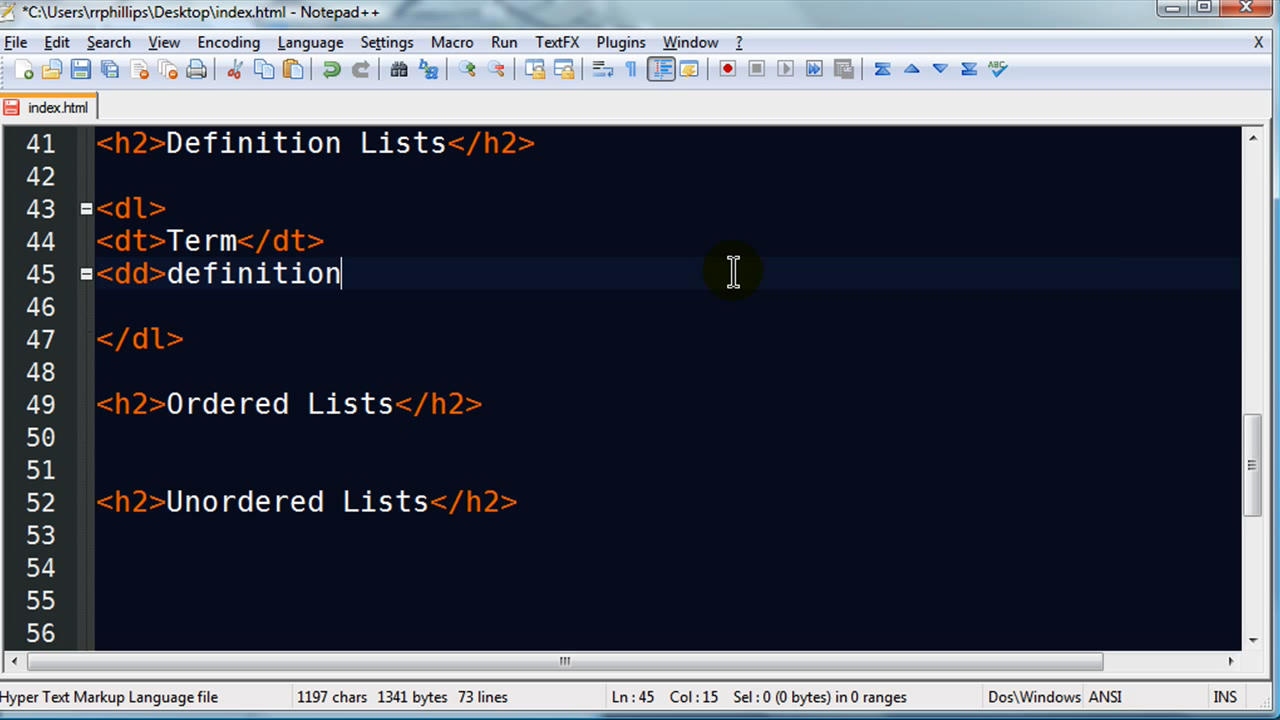 *C:\Users\rrphillips\Desktop\index.html - Notepad++
File Edit Search View Encoding Language Settings Macro Run TextFX Plugins Window ? X
index.html
41 <h2>Definition Lists</h2>
42
43 <dl>
44 <dt>Term</dt>
45 <dd>definition
46
47 </dl>
48
49 <h2>Ordered Lists</h2>
50
51
52 <h2>Unordered Lists</h2>
53
54
55
56
Hyper Text Markup Language file 1197 chars 1341 bytes 73 lines Ln : 45 Col : 15 Sel : 0 (0 bytes) in 0 ranges Dos\Windows ANSI INS